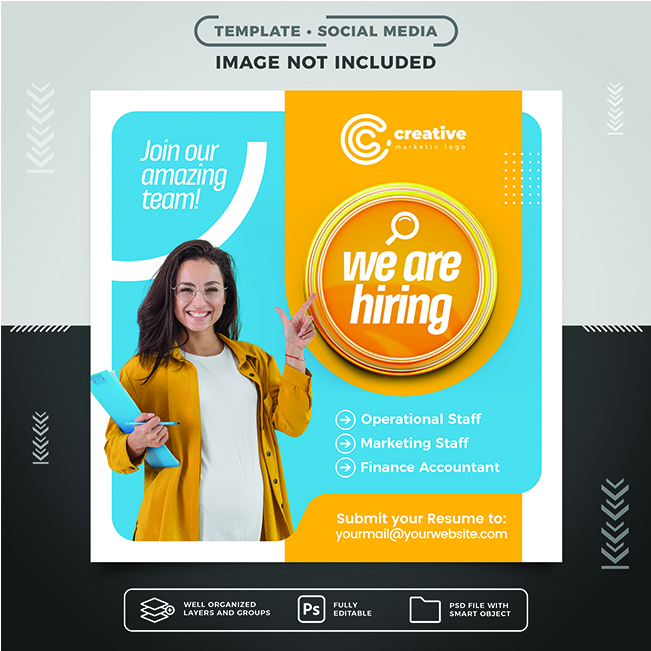 TEMPLATE • SOCIAL MEDIA
IMAGE NOT INCLUDED
Join our
amazing
team!
creative
marketin logo
we are
hiring
Operational Staff
Marketing Staff
Finance Accountant
Submit your Resume to:
yourmail@yourwebsite.com
WELL ORGANIZED
LAYERS AND GROUPS
Ps
FULLY
EDITABLE
PSD FILE WITH
SMART OBJECT